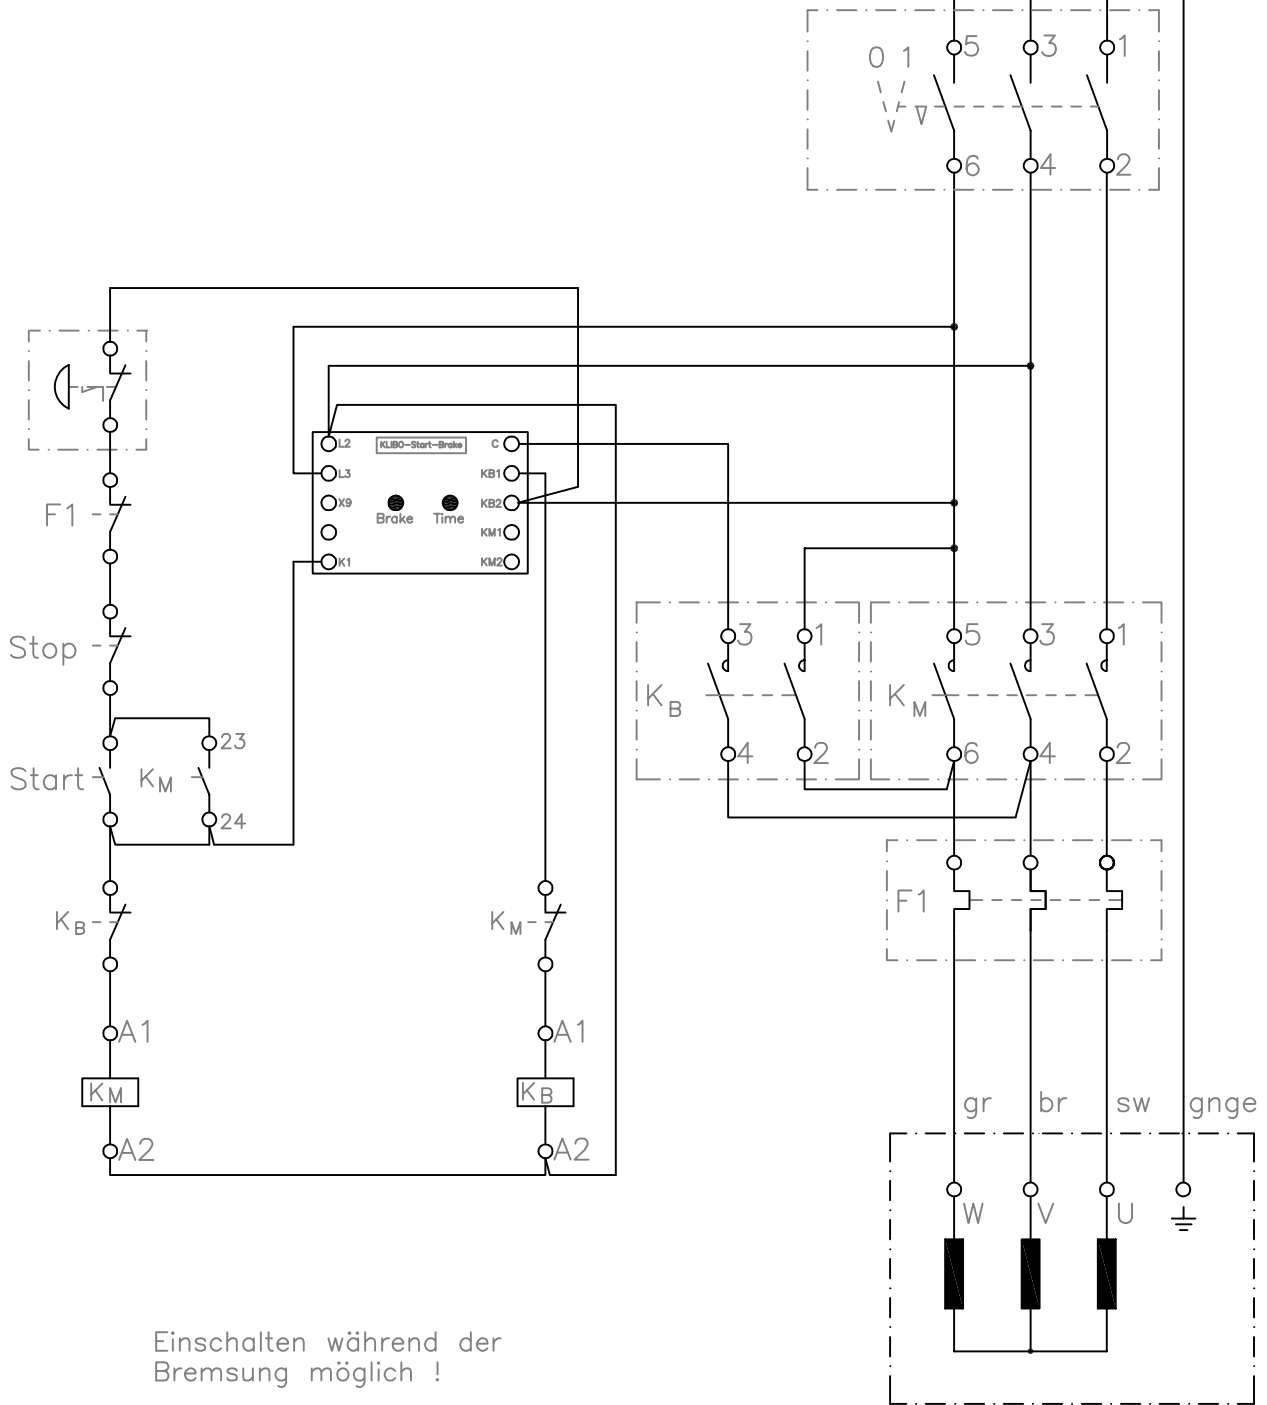 0 1
5
3
1
6
4
2
L2
KLIBO-Start-Brake
C
L3
KB1
X9
KB2
Brake
Time
KM1
K1
KM2
F1
Stop
Start
KM
23
24
KB
3
1
KB
4
2
5
3
1
KM
6
4
2
F1
KB
KM
A1
A1
KM
KB
A2
A2
gr
br
sw
gnge
W
V
U
Einschalten während der
Bremsung möglich !